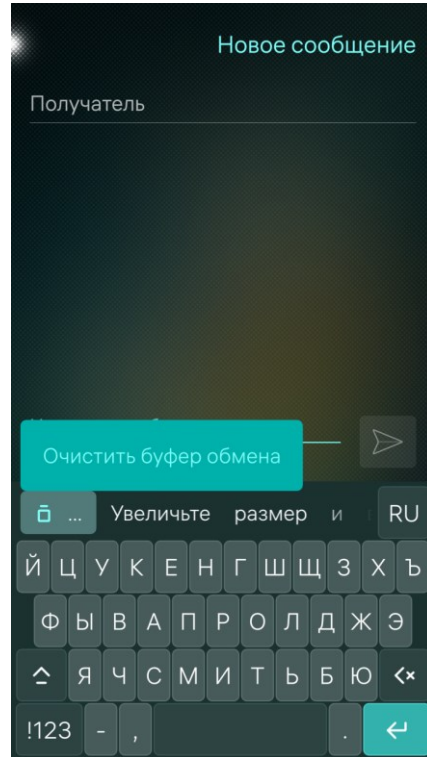 Новое сообщение
Получатель
Очистить буфер обмена
... Увеличьте размер и RU
Й Ц У К Е Н Г Ш Щ З Х Ъ
Ф Ы В А П Р О Л Д Ж Э
Я Ч С М И Т Ь Б Ю
!123 - , .